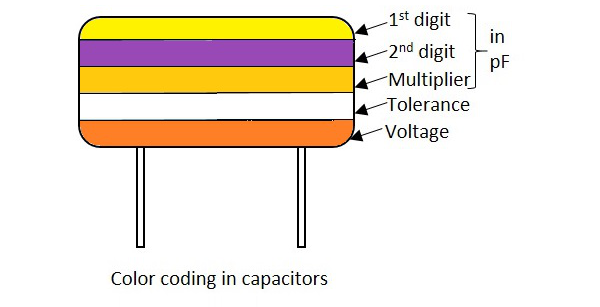 1st digit
2nd digit
Multiplier
in
pF
Tolerance
Voltage
Color coding in capacitors